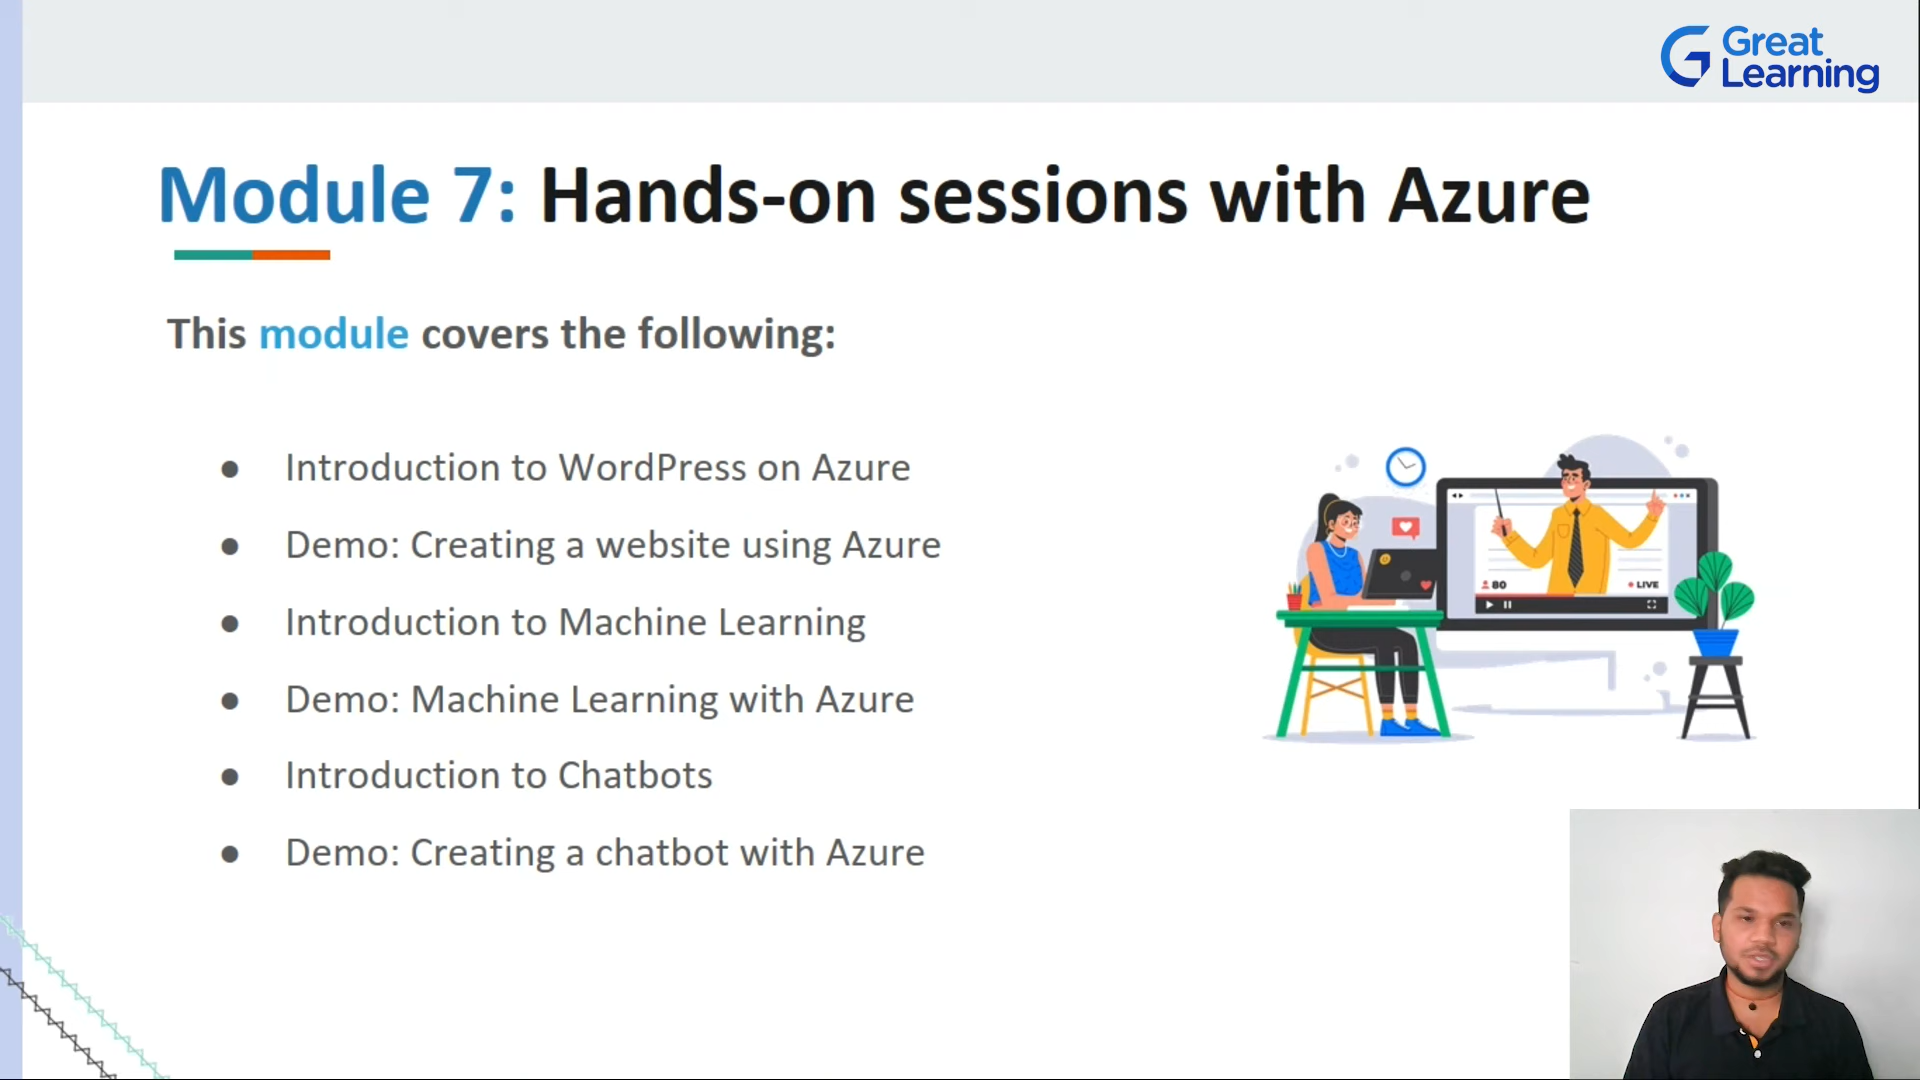 Great
Learning
Module 7: Hands-on sessions with Azure
This module covers the following:
● Introduction to WordPress on Azure
● Demo: Creating a website using Azure
● Introduction to Machine Learning
● Demo: Machine Learning with Azure
● Introduction to Chatbots
● Demo: Creating a chatbot with Azure
80
LIVE